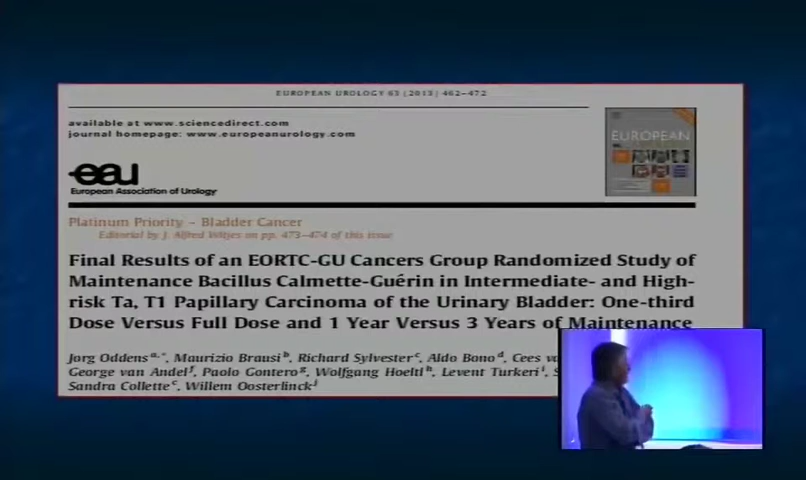 EUROPEAN UROLOGY 63 (2013) 462–472
available at www.sciencedirect.com
journal homepage: www.europeanurology.com
EUROPEAN
eau
European Association of Urology
Platinum Priority – Bladder Cancer
Editorial by J. Alfred Witjes on pp. 473–474 of this issue
Final Results of an EORTC-GU Cancers Group Randomized Study of
Maintenance Bacillus Calmette-Guérin in Intermediate- and High-
risk Ta, T1 Papillary Carcinoma of the Urinary Bladder: One-third
Dose Versus Full Dose and 1 Year Versus 3 Years of Maintenance
Jorg Oddens a,*, Maurizio Brausi b, Richard Sylvester c, Aldo Bono d, Cees
George van Andel f, Paolo Gontero g, Wolfgang Hoeltl h, Levent Turkeri i,
Sandra Collette c, Willem Oosterlinck j